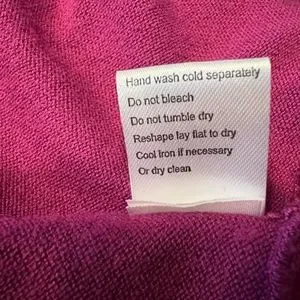 Hand wash cold separately
Do not bleach
Do not tumble dry
Reshape lay flat to dry
Cool Iron if necessary
Or dry clean